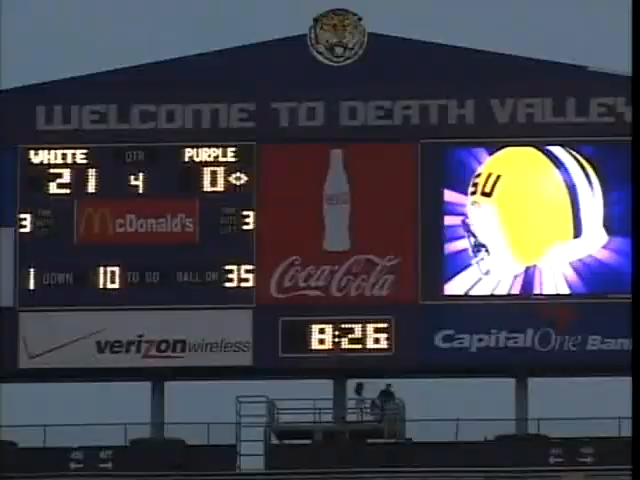 WELCOME TO DEATH VALLEY
WHITE QTR PURPLE
21 4 0
3 McDonald's 3
1 DOWN 10 TO GO BALL ON 35
Coca-Cola
SU
verizonwireless
8:26
CapitalOne Bank